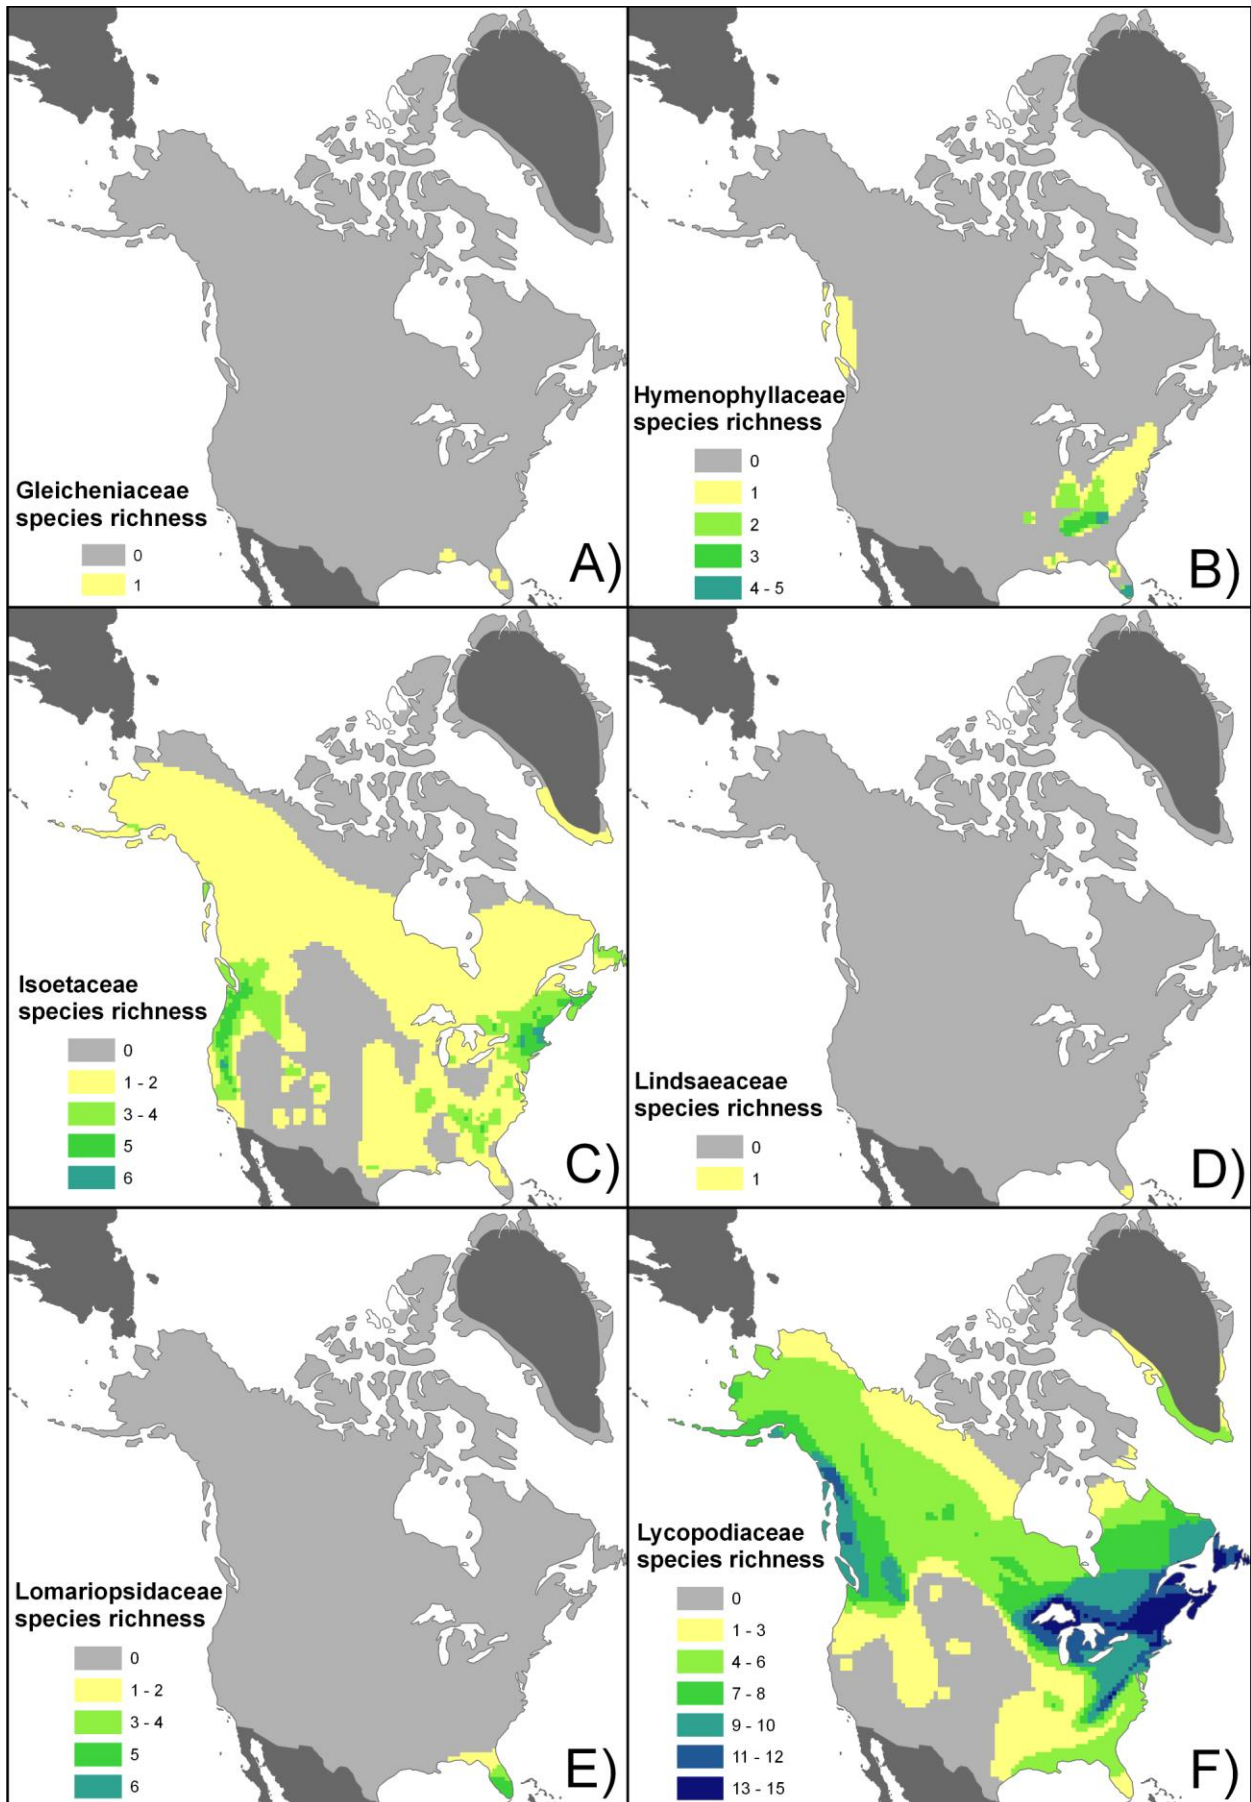 Gleicheniaceae
species richness
0
1
A)
Hymenophyllaceae
species richness
0
1
2
3
4 - 5
B)
Isoetaceae
species richness
0
1 - 2
3 - 4
5
6
C)
Lindsaeaceae
species richness
0
1
D)
Lomariopsidaceae
species richness
0
1 - 2
3 - 4
5
6
E)
Lycopodiaceae
species richness
0
1 - 3
4 - 6
7 - 8
9 - 10
11 - 12
13 - 15
F)